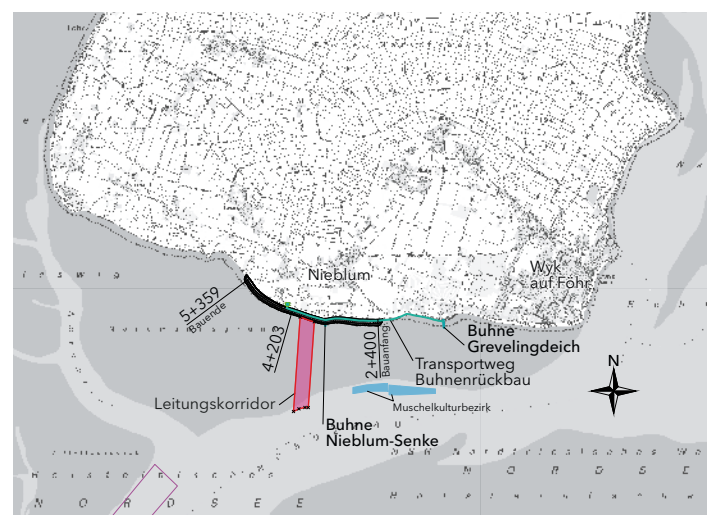 Nieblum
Wyk
auf Föhr
5+359
Bauende
4+203
2+400
Bauanfang
Buhne
Grevelingdeich
Transportweg
Buhnenrückbau
N
Leitungskorridor
Muschelkulturbezirk
Buhne
Nieblum-Senke
N O R D S E
N O R D S E E